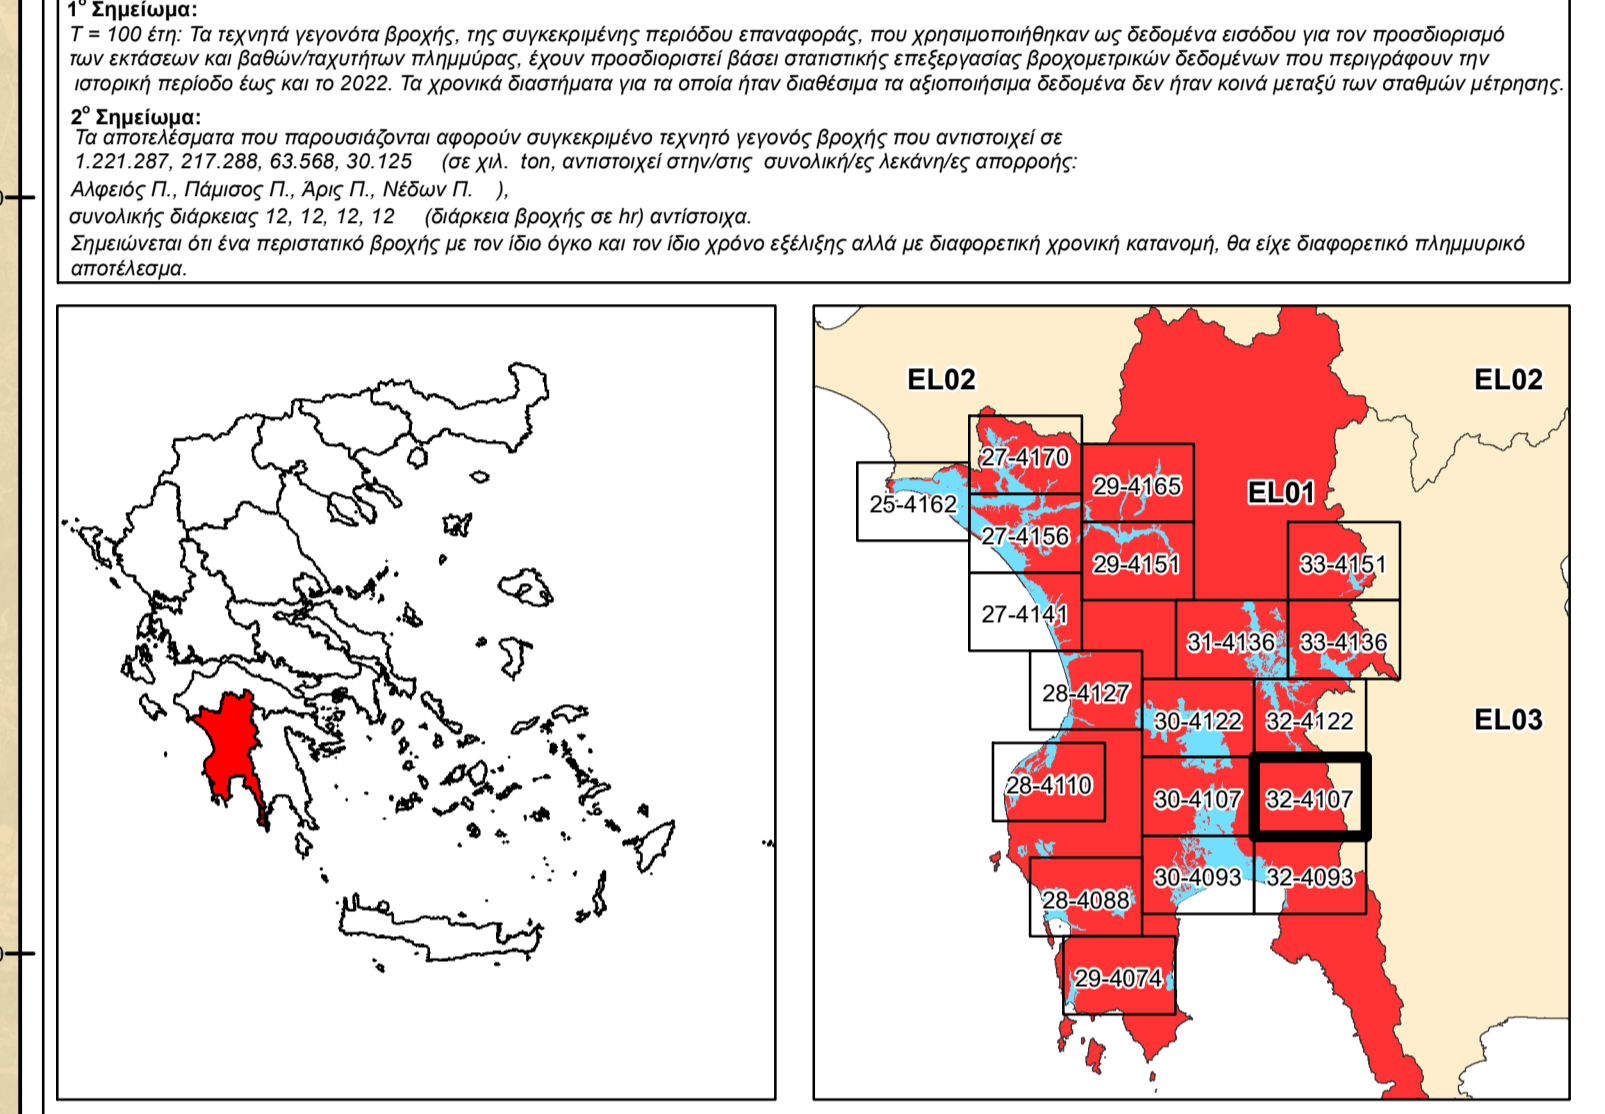 1ο Σημείωμα:
T = 100 έτη: Τα τεχνητά γεγονότα βροχής, της συγκεκριμένης περιόδου επαναφοράς, που χρησιμοποιήθηκαν ως δεδομένα εισόδου για τον προσδιορισμό
των εκτάσεων και βαθών/ταχυτήτων πλημμύρας, έχουν προσδιοριστεί βάσει στατιστικής επεξεργασίας βροχομετρικών δεδομένων που περιγράφουν την
ιστορική περίοδο έως και το 2022. Τα χρονικά διαστήματα για τα οποία ήταν διαθέσιμα τα αξιοποιήσιμα δεδομένα δεν ήταν κοινά μεταξύ των σταθμών μέτρησης.
2ο Σημείωμα:
Τα αποτελέσματα που παρουσιάζονται αφορούν συγκεκριμένο τεχνητό γεγονός βροχής που αντιστοιχεί σε
1.221.287, 217.288, 63.568, 30.125 (σε χιλ. ton, αντιστοιχεί στην/στις συνολική/ες λεκάνη/ες απορροής:
Αλφειός Π., Πάμισος Π., Άρις Π., Νέδων Π. ),
συνολικής διάρκειας 12, 12, 12, 12 (διάρκεια βροχής σε hr) αντίστοιχα.
Σημειώνεται ότι ένα περιστατικό βροχής με τον ίδιο όγκο και τον ίδιο χρόνο εξέλιξης αλλά με διαφορετική χρονική κατανομή, θα είχε διαφορετικό πλημμυρικό
αποτέλεσμα.
EL02
EL02
27-4170
29-4165
EL01
25-4162
27-4156
29-4151
33-4151
27-4141
31-4136
33-4136
28-4127
30-4122
32-4122
EL03
28-4110
30-4107
32-4107
30-4093
32-4093
28-4088
29-4074